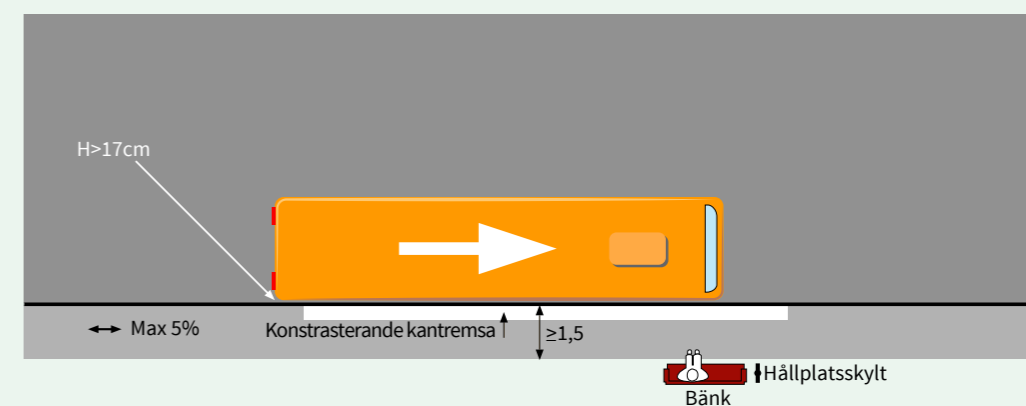 H>17cm
Max 5%
Konstrasterande kantremsa
≥1,5
Hållplatsskylt
Bänk